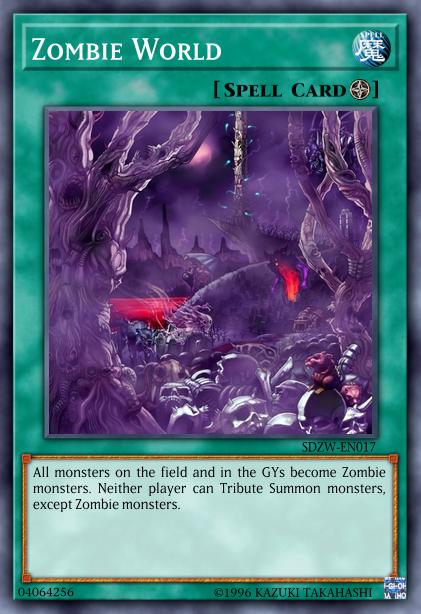 Zombie World
SPELL
魔
[Spell Card]
SDZW-EN017
All monsters on the field and in the GYs become Zombie
monsters. Neither player can Tribute Summon monsters,
except Zombie monsters.
04064256
©1996 KAZUKI TAKAHASHI